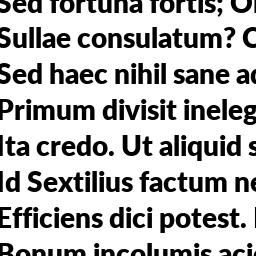 Sed fortuna fortis; O
Sullae consulatum?
Sed haec nihil sane a
Primum divisit ineleg
Ita credo. Ut aliquid s
Id Sextilius factum ne
Efficiens dici potest.
Bonum incolumis aci